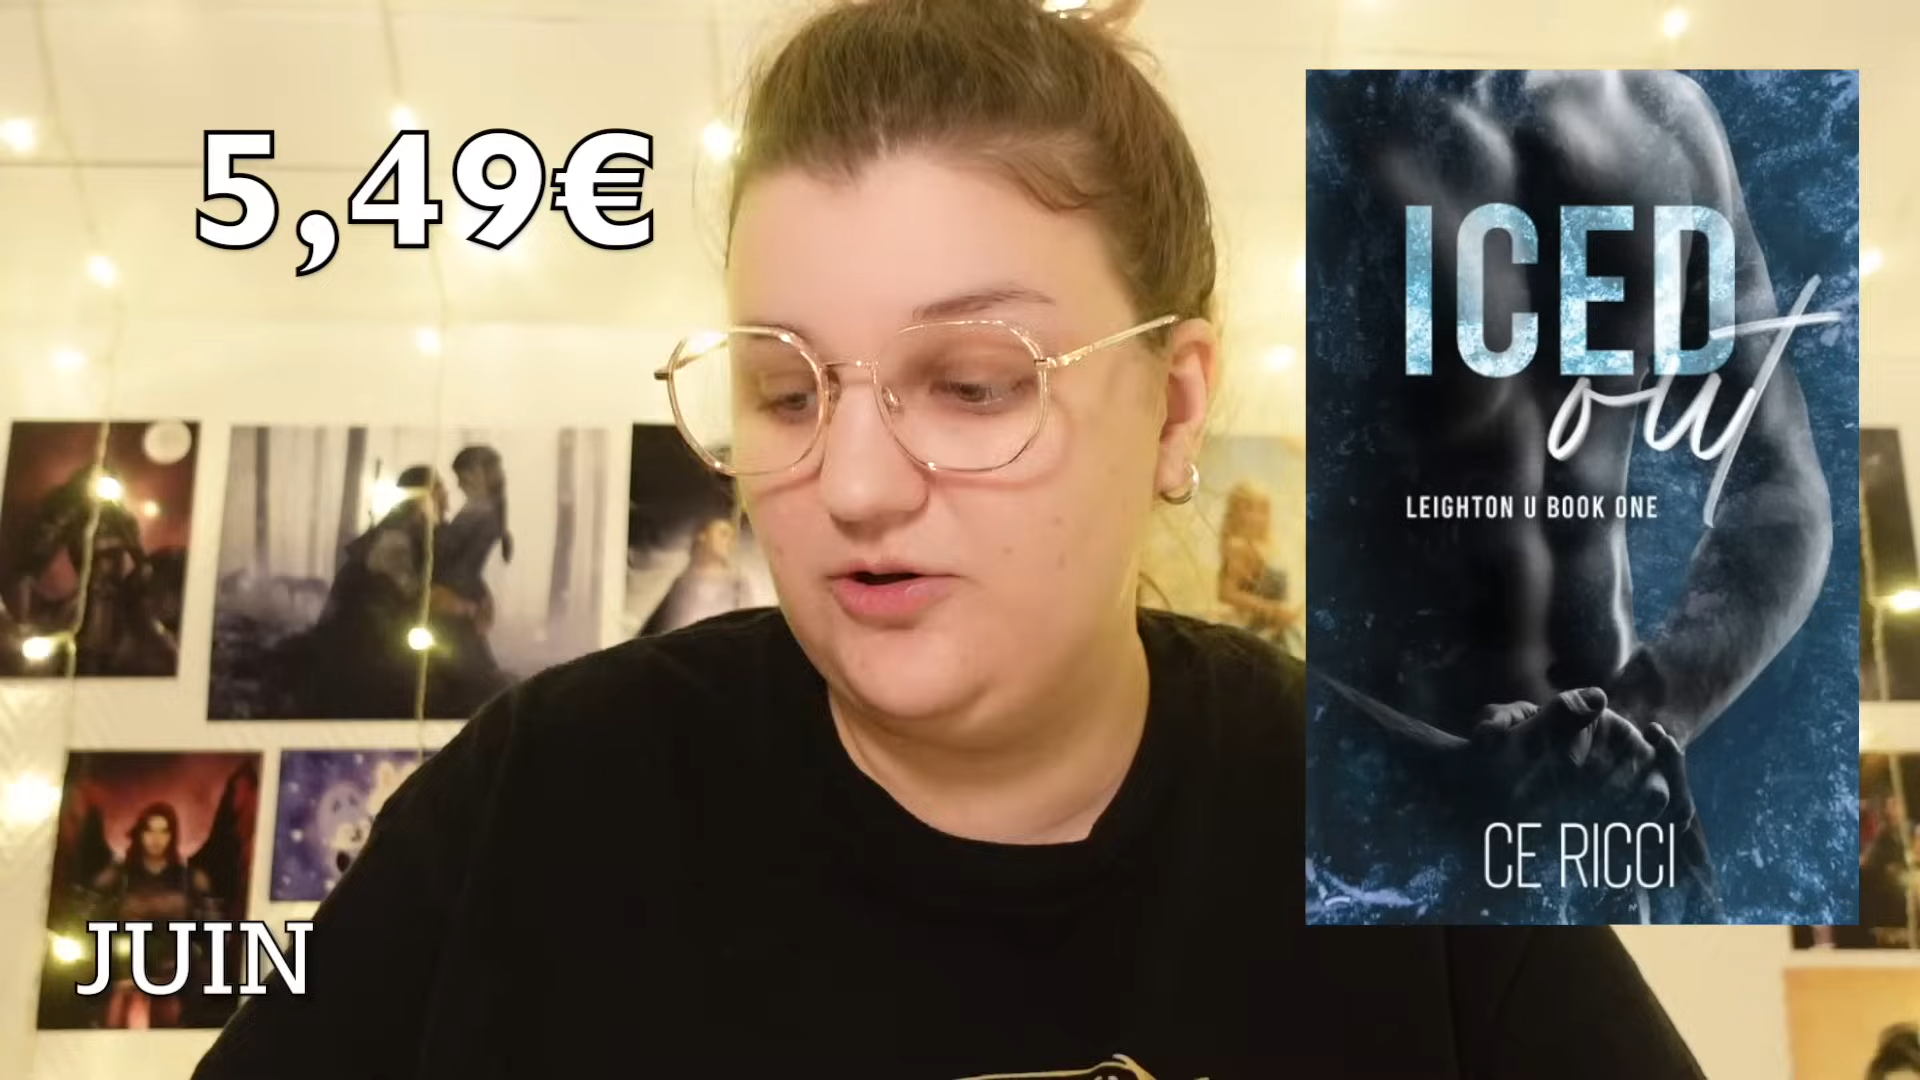 5,49€
ICED
out
LEIGHTON U BOOK ONE
CE RICCI
JUIN